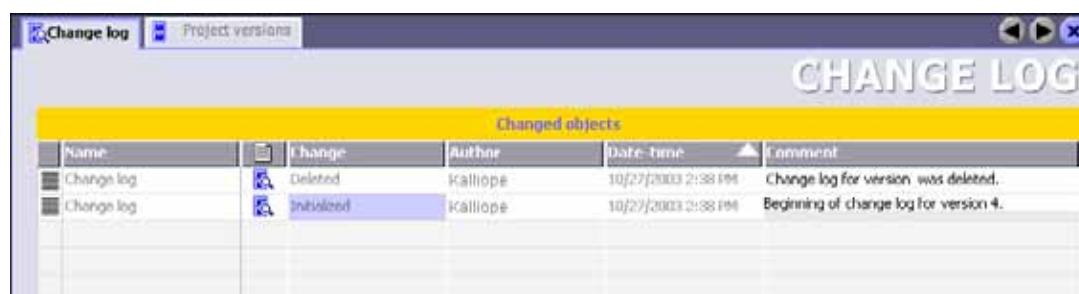 Change log Project versions
CHANGE LOG
Changed objects
Name Change Author Date-time Comment
Change log Deleted Kalliope 10/27/2003 2:38 PM Change log for version was deleted.
Change log Initialized Kalliope 10/27/2003 2:38 PM Beginning of change log for version 4.